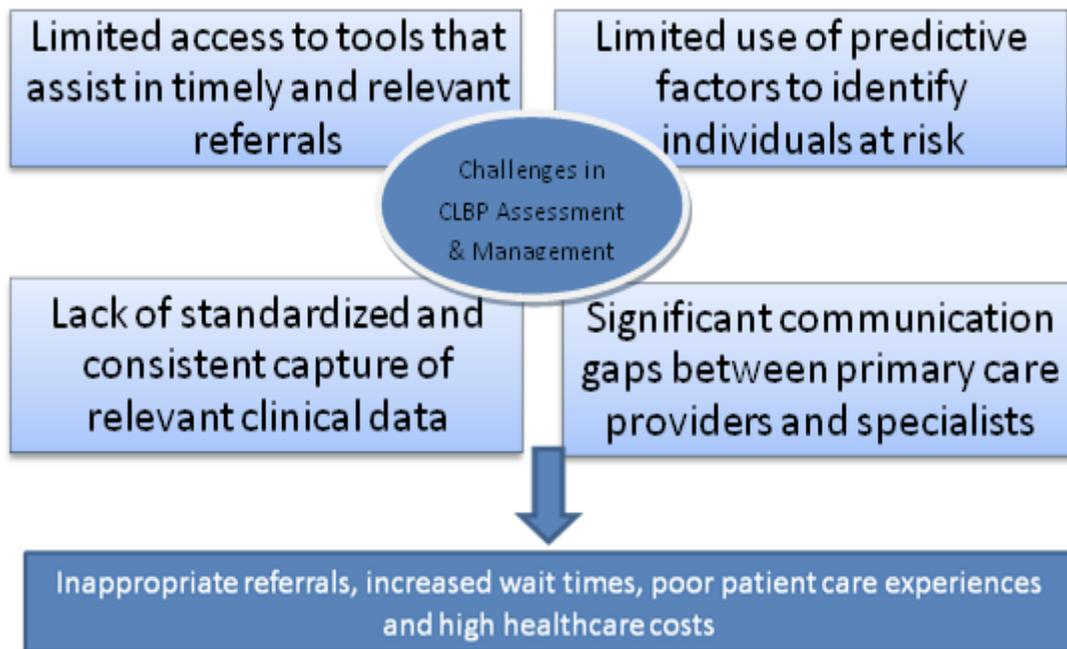 Limited access to tools that
assist in timely and relevant
referrals
Limited use of predictive
factors to identify
individuals at risk
Challenges in
CLBP Assessment
& Management
Lack of standardized and
consistent capture of
relevant clinical data
Significant communication
gaps between primary care
providers and specialists
Inappropriate referrals, increased wait times, poor patient care experiences
and high healthcare costs